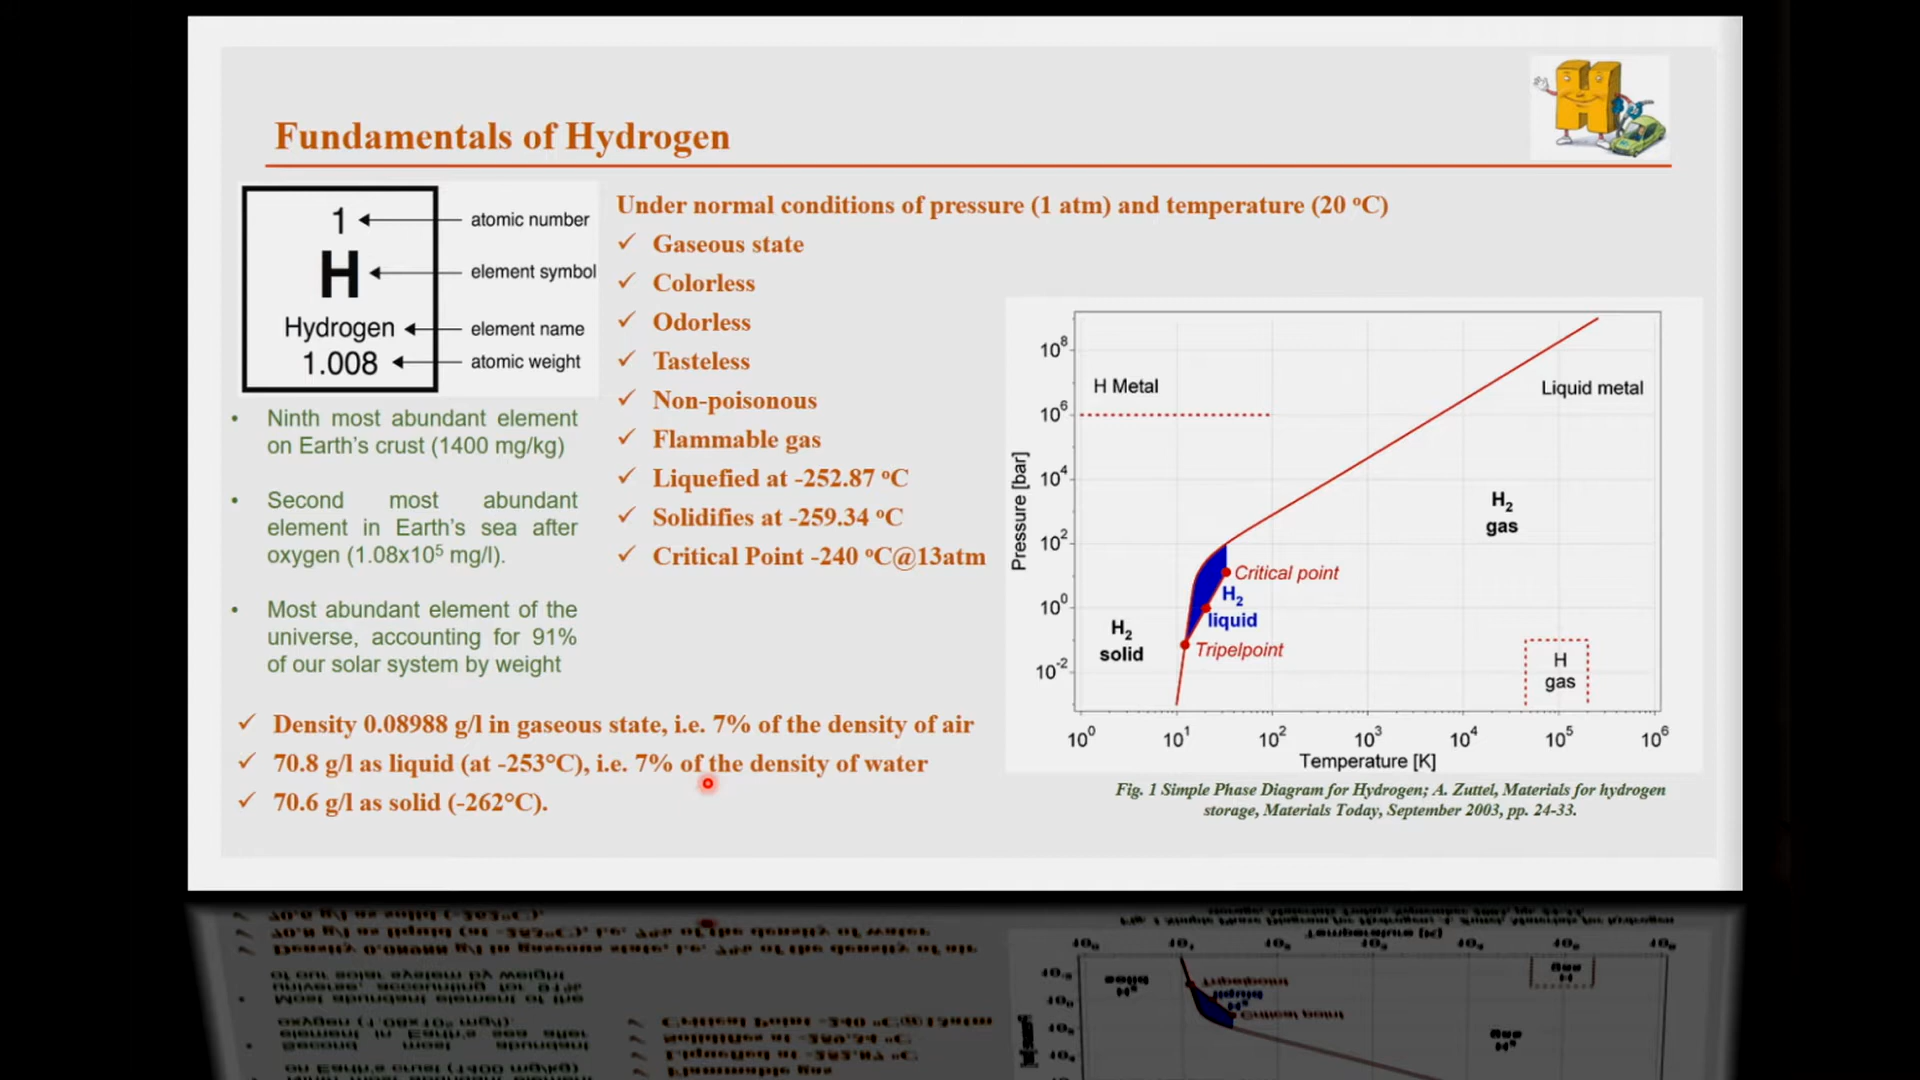 Fundamentals of Hydrogen
1 atomic number
H element symbol
Hydrogen element name
1.008 atomic weight
• Ninth most abundant element
on Earth's crust (1400 mg/kg)
• Second most abundant
element in Earth's sea after
oxygen (1.08x10⁵ mg/l).
• Most abundant element of the
universe, accounting for 91%
of our solar system by weight
Under normal conditions of pressure (1 atm) and temperature (20 ºC)
✓ Gaseous state
✓ Colorless
✓ Odorless
✓ Tasteless
✓ Non-poisonous
✓ Flammable gas
✓ Liquefied at -252.87 ºC
✓ Solidifies at -259.34 ºC
✓ Critical Point -240 ºC@13atm
✓ Density 0.08988 g/l in gaseous state, i.e. 7% of the density of air
✓ 70.8 g/l as liquid (at -253°C), i.e. 7% of the density of water
✓ 70.6 g/l as solid (-262°C).
Pressure [bar]
10⁸
10⁶
10⁴
10²
10⁰
10⁻²
H Metal
Liquid metal
H₂
gas
Critical point
H₂
liquid
H₂
solid
Tripelpoint
H
gas
10⁰ 10¹ 10² 10³ 10⁴ 10⁵ 10⁶
Temperature [K]
Fig. 1 Simple Phase Diagram for Hydrogen; A. Zuttel, Materials for hydrogen
storage, Materials Today, September 2003, pp. 24-33.